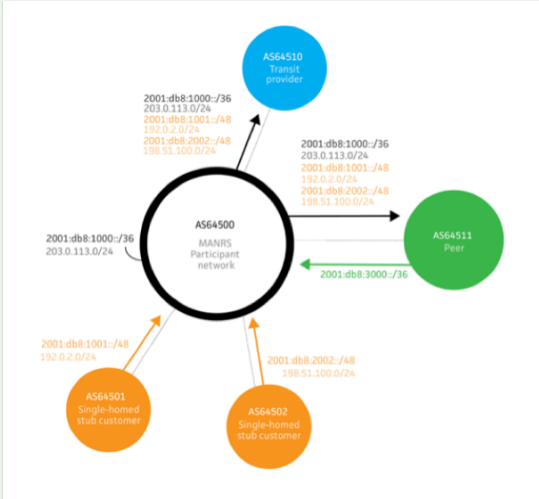 AS64510
Transit
provider
2001:db8:1000::/36
203.0.113.0/24
2001:db8:1001::/48
192.0.2.0/24
2001:db8:2002::/48
198.51.100.0/24
2001:db8:1000::/36
203.0.113.0/24
2001:db8:1001::/48
192.0.2.0/24
2001:db8:2002::/48
198.51.100.0/24
AS64500
MANRS
Participant
network
2001:db8:1000::/36
203.0.113.0/24
AS64511
Peer
2001:db8:3000::/36
2001:db8:1001::/48
192.0.2.0/24
2001:db8:2002::/48
198.51.100.0/24
AS64501
Single-homed
stub customer
AS64502
Single-homed
stub customer